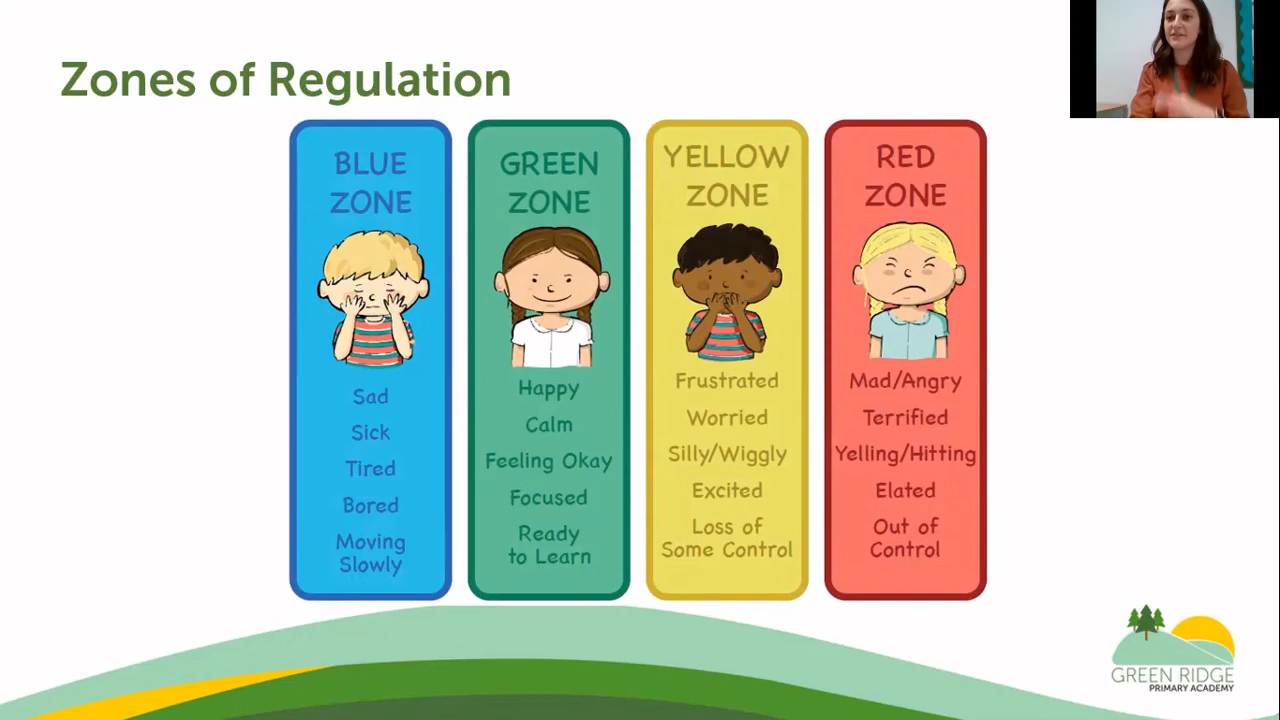 Zones of Regulation
BLUE
ZONE
Sad
Sick
Tired
Bored
Moving
Slowly
GREEN
ZONE
Happy
Calm
Feeling Okay
Focused
Ready
to Learn
YELLOW
ZONE
Frustrated
Worried
Silly/Wiggly
Excited
Loss of
Some Control
RED
ZONE
Mad/Angry
Terrified
Yelling/Hitting
Elated
Out of
Control
GREEN RIDGE
PRIMARY ACADEMY